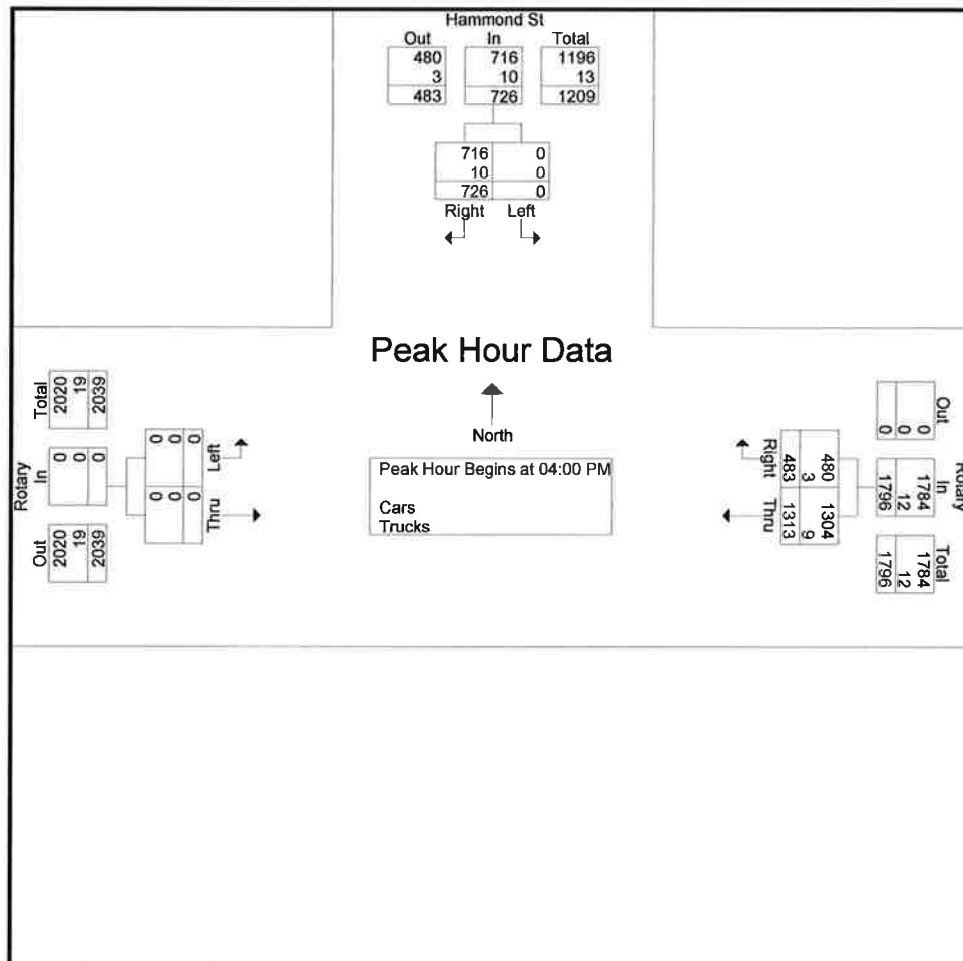 Hammond St
Out In Total
480 716 1196
3 10 13
483 726 1209
716 0
10 0
726 0
Right Left
Peak Hour Data
North
Peak Hour Begins at 04:00 PM
Cars
Trucks
Rotary
Out In Total
2020 0 2020
19 0 19
2039 0 2039
Left Thru
0 0
0 0
0 0
Rotary
Out In Total
0 1784 1784
0 12 12
0 1796 1796
Right Thru
480 1304
3 9
483 1313